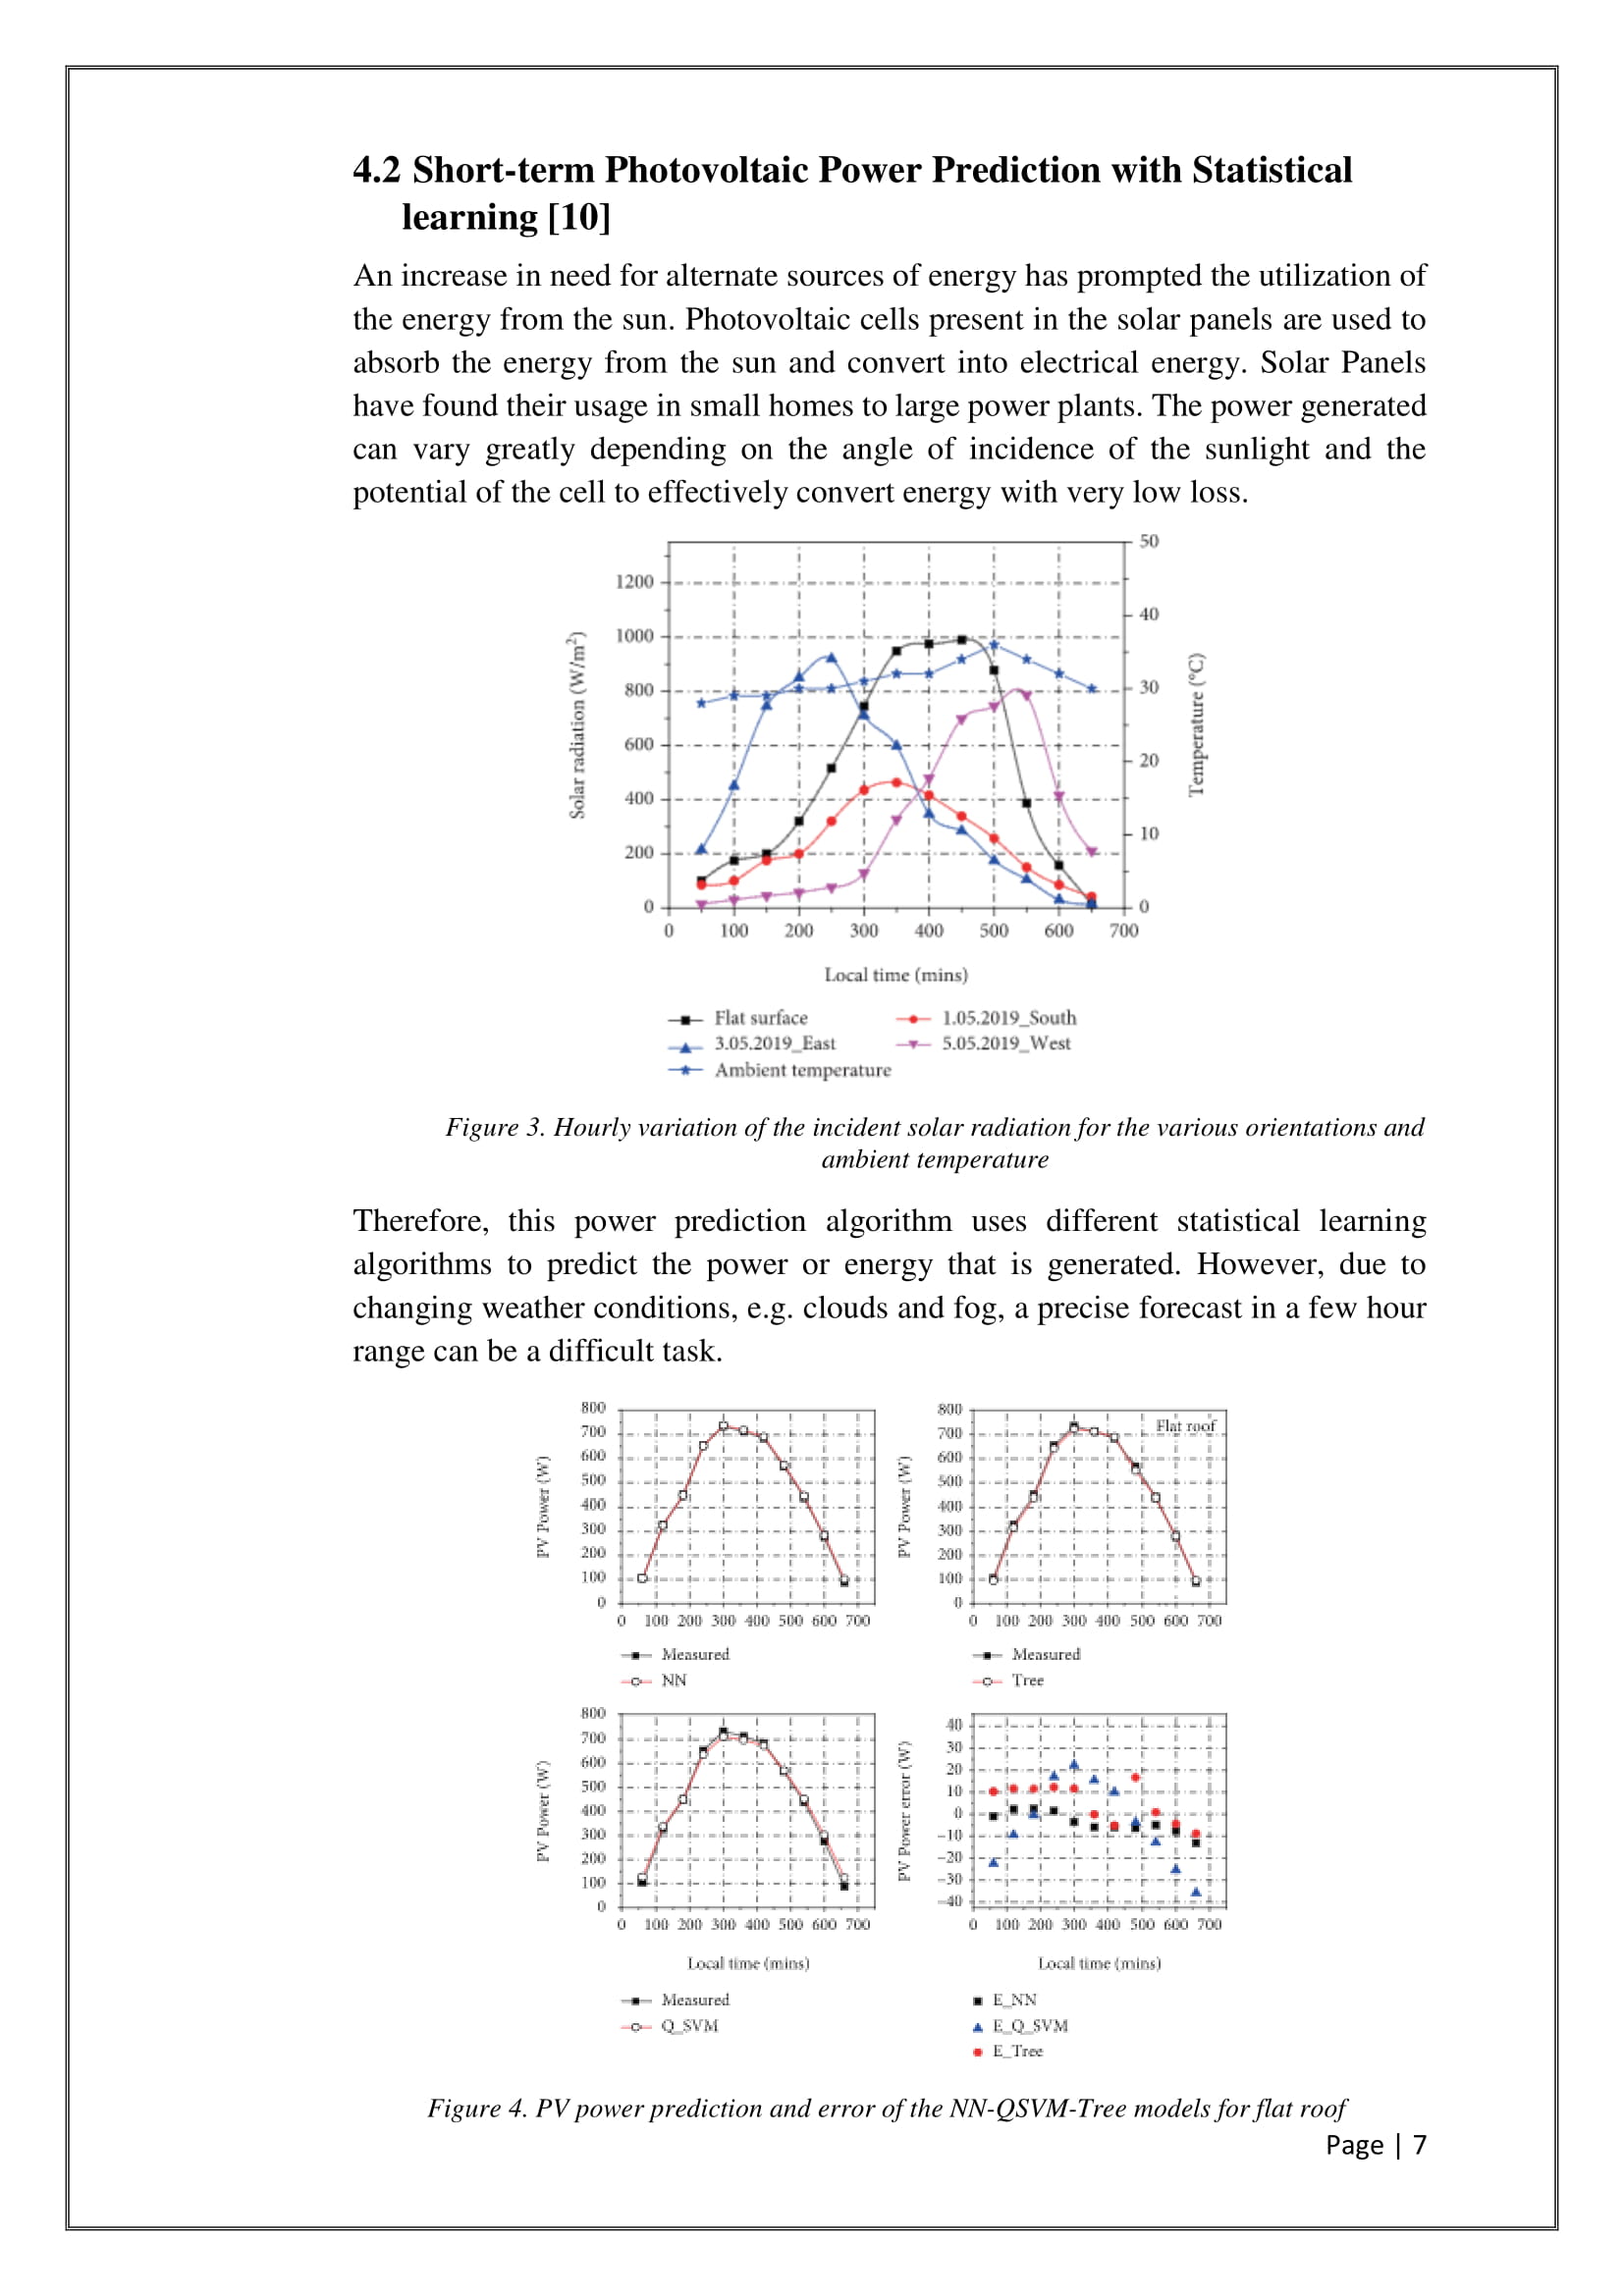 4.2 Short-term Photovoltaic Power Prediction with Statistical
learning [10]
An increase in need for alternate sources of energy has prompted the utilization of
the energy from the sun. Photovoltaic cells present in the solar panels are used to
absorb the energy from the sun and convert into electrical energy. Solar Panels
have found their usage in small homes to large power plants. The power generated
can vary greatly depending on the angle of incidence of the sunlight and the
potential of the cell to effectively convert energy with very low loss.
Solar radiation (W/m²)
1200
1000
800
600
400
200
0
50
40
30
20
10
0
Temperature (°C)
0 100 200 300 400 500 600 700
Local time (mins)
Flat surface 1.05.2019_South
3.05.2019_East 5.05.2019_West
Ambient temperature
Figure 3. Hourly variation of the incident solar radiation for the various orientations and
ambient temperature
Therefore, this power prediction algorithm uses different statistical learning
algorithms to predict the power or energy that is generated. However, due to
changing weather conditions, e.g. clouds and fog, a precise forecast in a few hour
range can be a difficult task.
PV Power (W)
800
700
600
500
400
300
200
100
0
0 100 200 300 400 500 600 700
Measured
NN
PV Power (W)
800
700
600
500
400
300
200
100
0
Flat roof
0 100 200 300 400 500 600 700
Measured
Tree
PV Power (W)
800
700
600
500
400
300
200
100
0
0 100 200 300 400 500 600 700
Local time (mins)
Measured
Q_SVM
PV Power error (W)
40
30
20
10
0
−10
−20
−30
−40
0 100 200 300 400 500 600 700
Local time (mins)
E_NN
E_Q_SVM
E_Tree
Figure 4. PV power prediction and error of the NN-QSVM-Tree models for flat roof
Page | 7